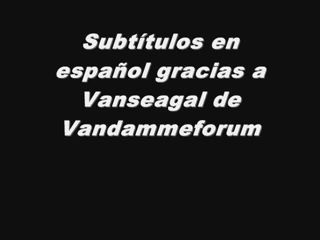 Subtítulos en
español gracias a
Vanseagal de
Vandammeforum